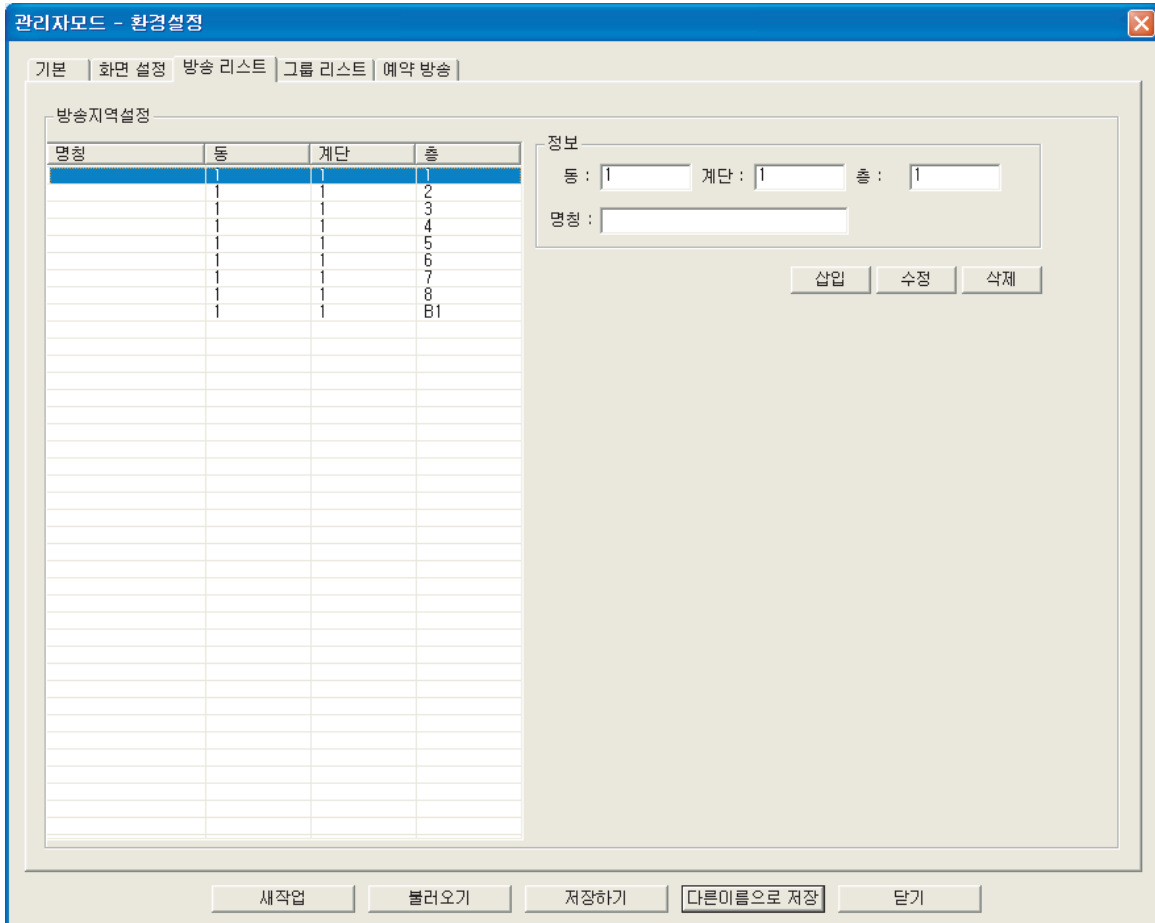 관리자모드 - 환경설정
기본 화면 설정 방송 리스트 그룹 리스트 예약 방송
방송지역설정
명칭 동 계단 층
1 1 1
1 1 2
1 1 3
1 1 4
1 1 5
1 1 6
1 1 7
1 1 8
1 1 B1
정보
동 : 1 계단 : 1 층 : 1
명칭 :
삽입 수정 삭제
새작업 불러오기 저장하기 다른이름으로 저장 닫기